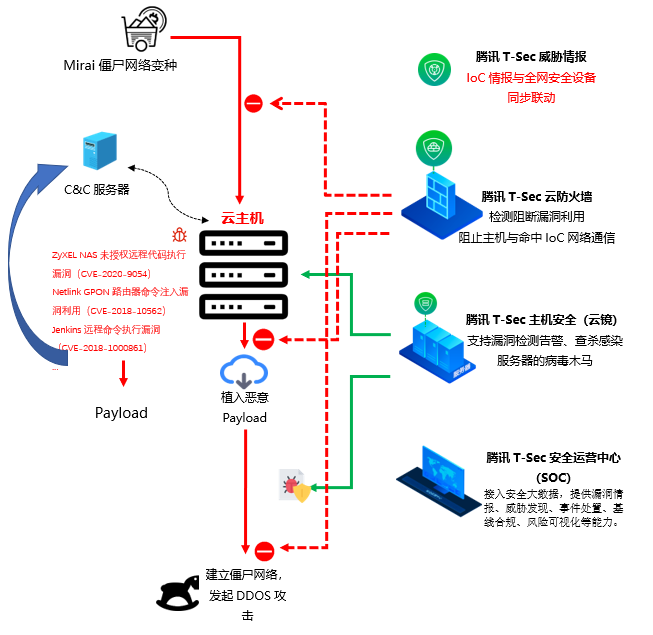 Mirai 僵尸网络变种
C&C 服务器
云主机
ZyXEL NAS 未授权远程代码执行
漏洞（CVE-2020-9054）
Netlink GPON 路由器命令注入漏
洞利用（CVE-2018-10562）
Jenkins 远程命令执行漏洞
（CVE-2018-1000861）
...
Payload
植入恶意
Payload
建立僵尸网络，
发起 DDOS 攻
击
腾讯 T-Sec 威胁情报
IoC 情报与全网安全设备
同步联动
腾讯 T-Sec 云防火墙
检测阻断漏洞利用
阻止主机与命中 IoC 网络通信
腾讯 T-Sec 主机安全（云镜）
支持漏洞检测告警、查杀感染
服务器的病毒木马
服务器
腾讯 T-Sec 安全运营中心
（SOC）
接入安全大数据，提供漏洞情
报、威胁发现、事件处置、基
线合规、风险可视化等能力。